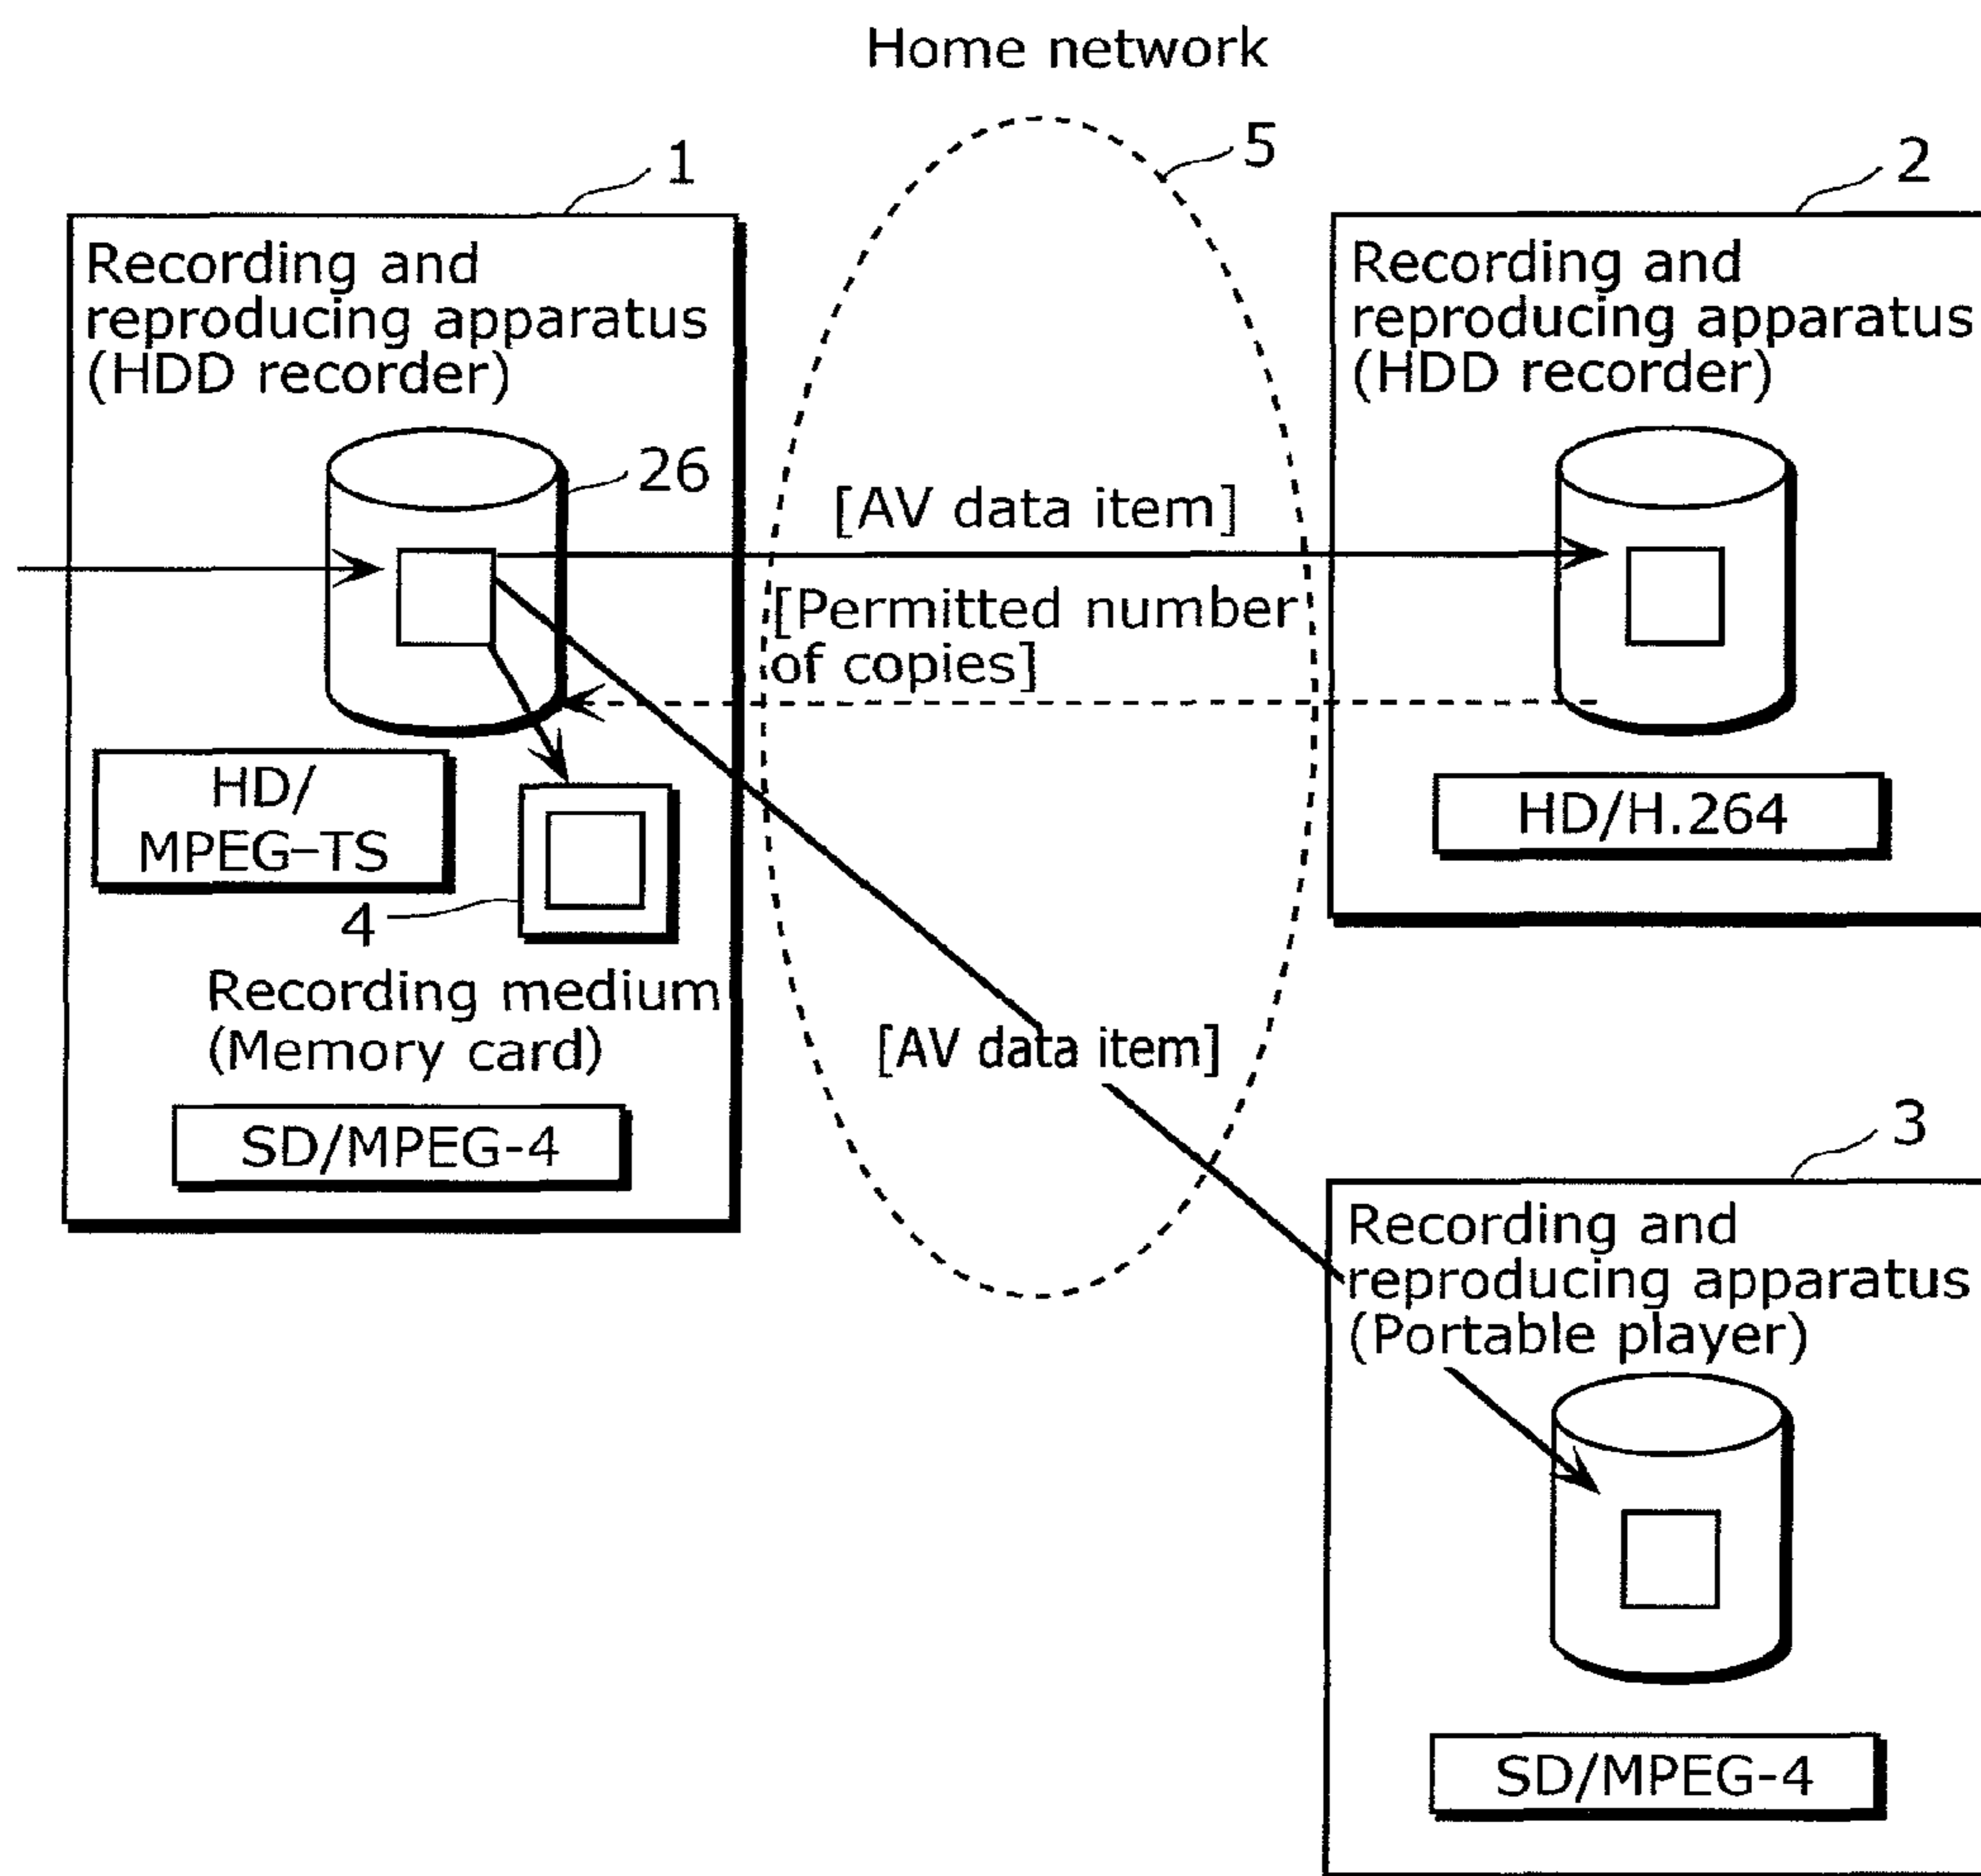 Home network
5
1
Recording and
reproducing apparatus
(HDD recorder)
26
HD/
MPEG–TS
4
Recording medium
(Memory card)
SD/MPEG-4
[AV data item]
[Permitted number
of copies]
[AV data item]
2
Recording and
reproducing apparatus
(HDD recorder)
HD/H.264
3
Recording and
reproducing apparatus
(Portable player)
SD/MPEG-4